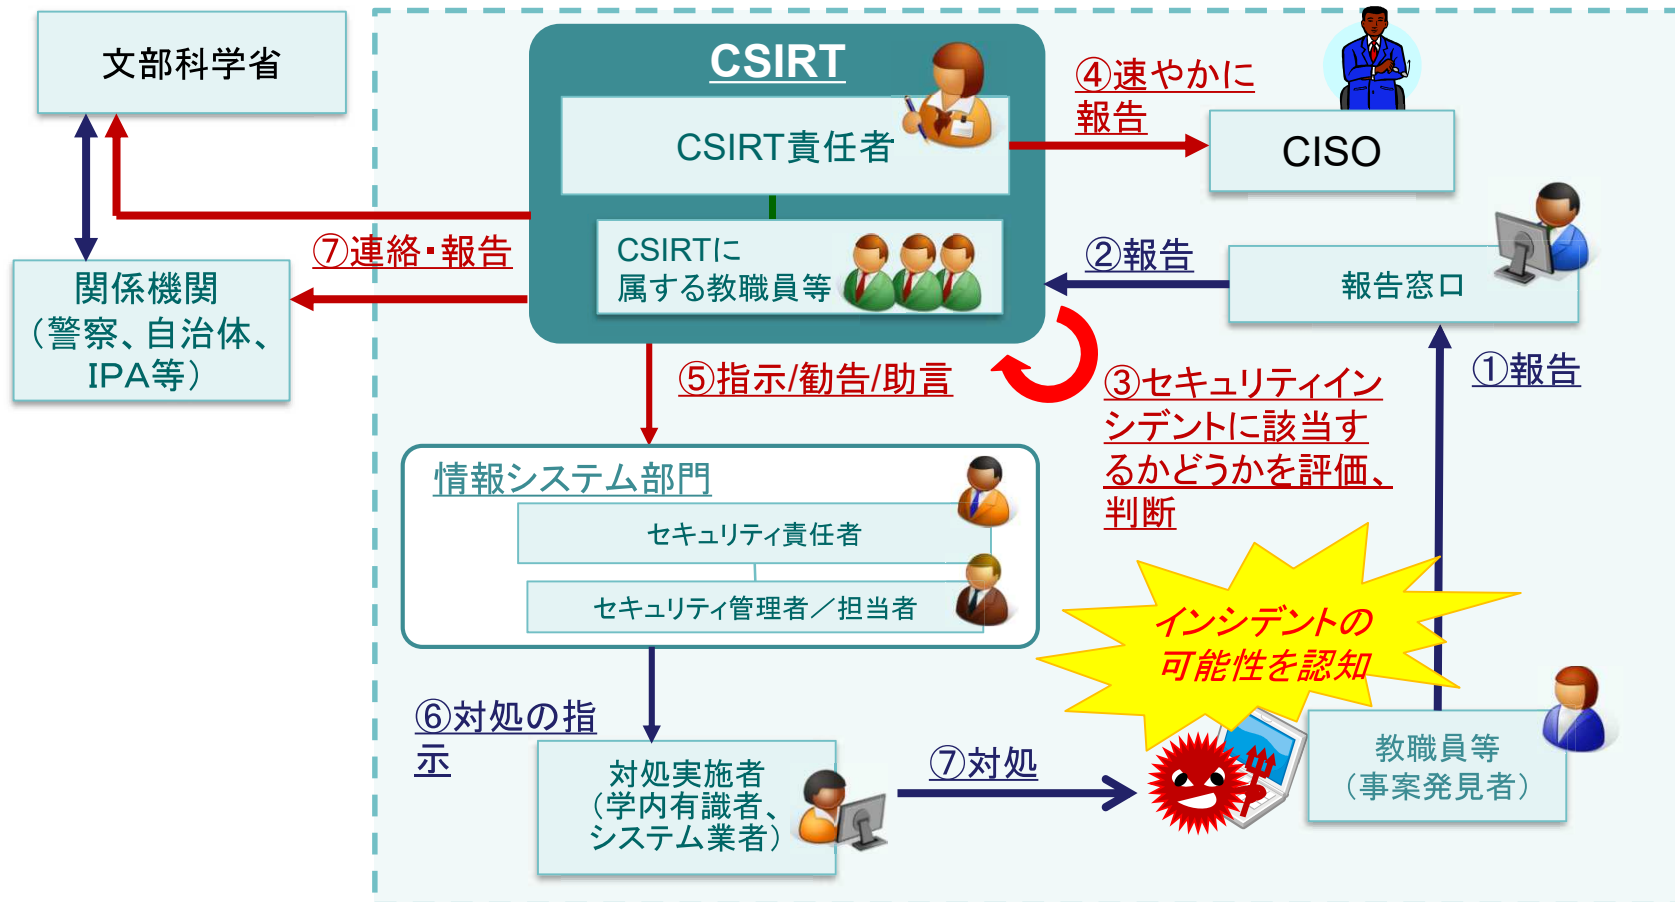 文部科学省
CSIRT
CSIRT責任者
④速やかに
報告
CISO
CSIRTに
属する教職員等
⑦連絡・報告
②報告
報告窓口
関係機関
（警察、自治体、
IPA等）
①報告
⑤指示/勧告/助言
③セキュリティイン
シデントに該当す
るかどうかを評価、
判断
情報システム部門
セキュリティ責任者
セキュリティ管理者／担当者
インシデントの
可能性を認知
⑥対処の指
示
対処実施者
（学内有識者、
システム業者）
⑦対処
教職員等
（事案発見者）